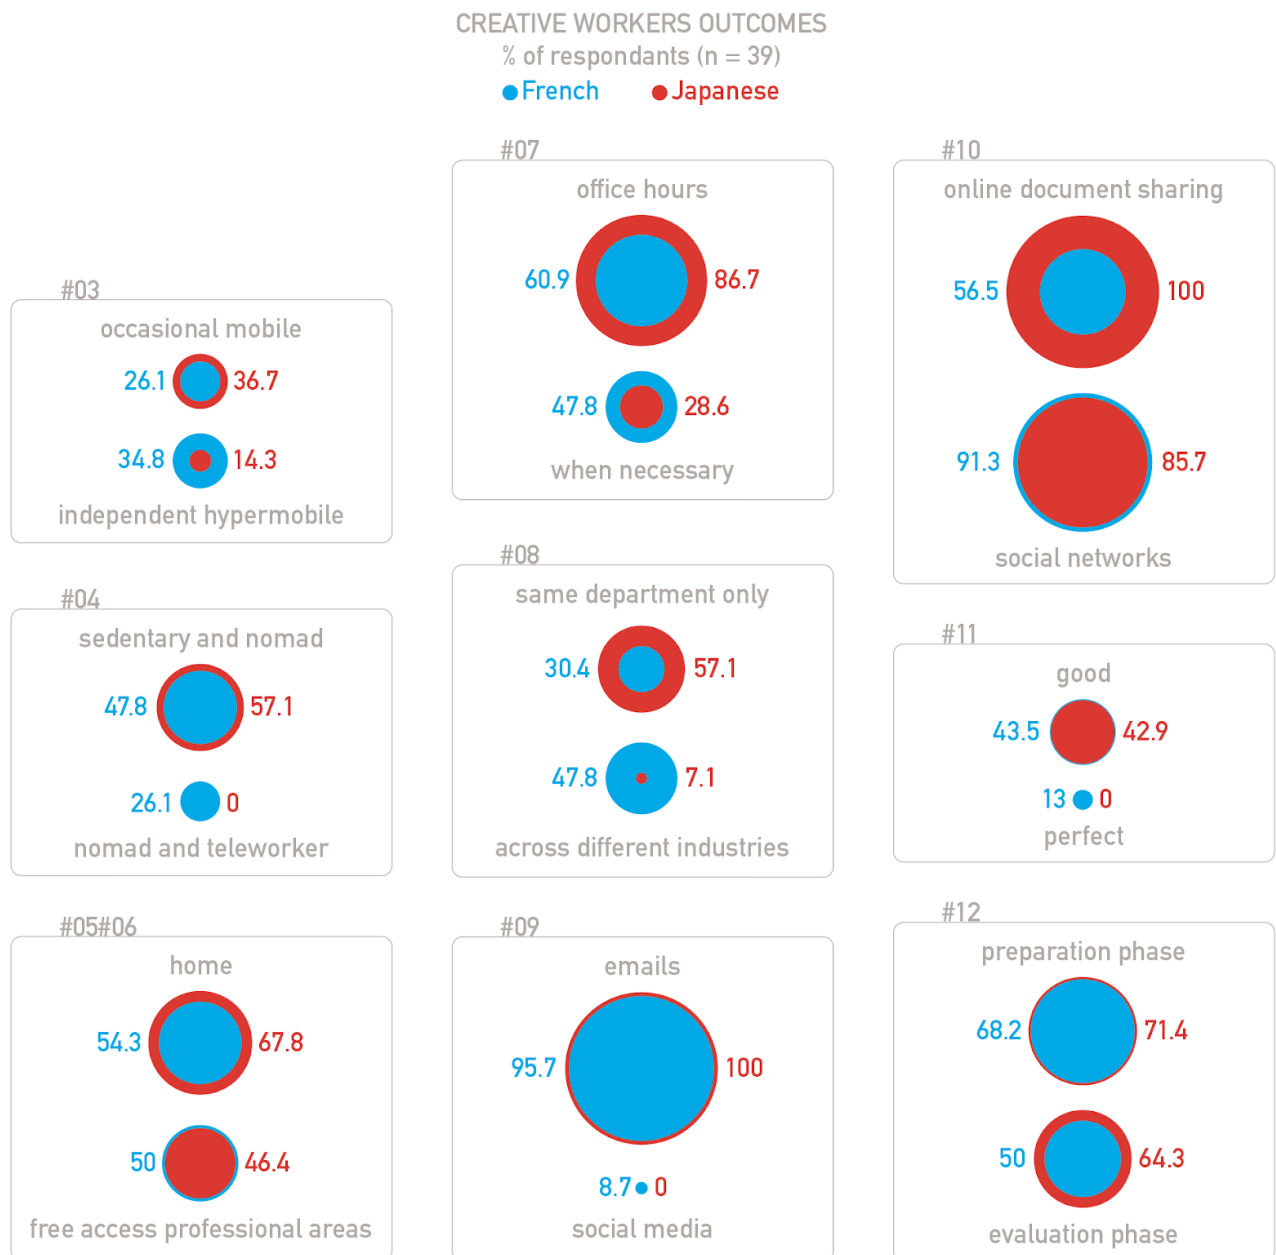 CREATIVE WORKERS OUTCOMES
% of respondants (n = 39)
French Japanese
#03
occasional mobile
26.1 36.7
34.8 14.3
independent hypermobile
#04
sedentary and nomad
47.8 57.1
26.1 0
nomad and teleworker
#05#06
home
54.3 67.8
50 46.4
free access professional areas
#07
office hours
60.9 86.7
47.8 28.6
when necessary
#08
same department only
30.4 57.1
47.8 7.1
across different industries
#09
emails
95.7 100
8.7 0
social media
#10
online document sharing
56.5 100
91.3 85.7
social networks
#11
good
43.5 42.9
13 0
perfect
#12
preparation phase
68.2 71.4
50 64.3
evaluation phase